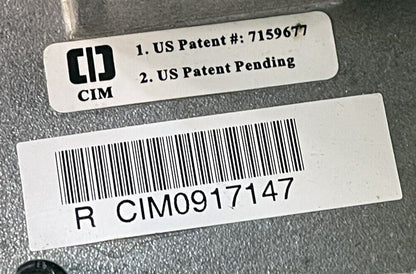 1. US Patent #: 7159677
2. US Patent Pending
CIM
R CIM0917147